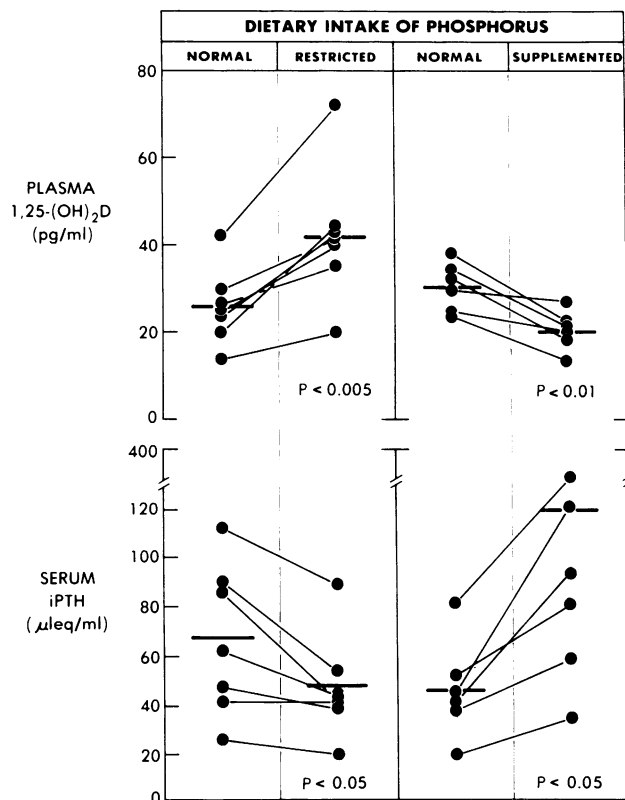 DIETARY INTAKE OF PHOSPHORUS
NORMAL RESTRICTED NORMAL SUPPLEMENTED
80
60
PLASMA
1,25-(OH)2D
(pg/ml)
40
20
0
P < 0.005
P < 0.01
400
120
100
SERUM
iPTH
(μleq/ml)
80
60
40
20
0
P < 0.05
P < 0.05